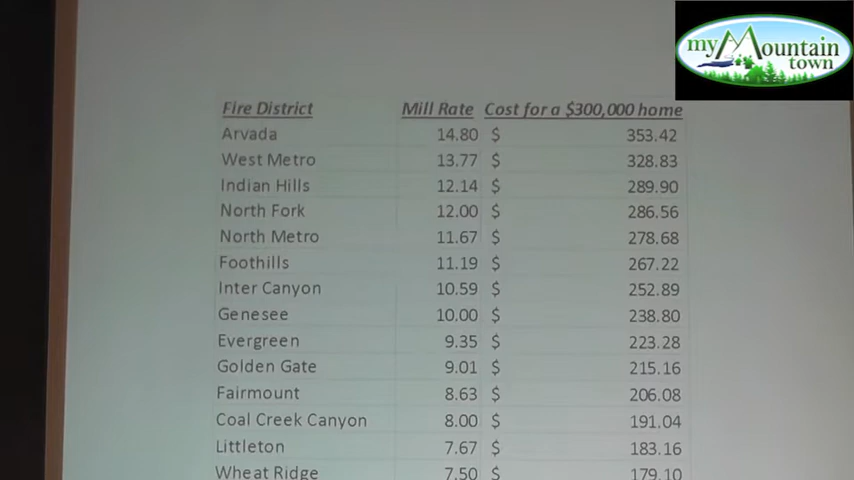 my Mountain
town
Fire District Mill Rate Cost for a $300,000 home
Arvada 14.80 $ 353.42
West Metro 13.77 $ 328.83
Indian Hills 12.14 $ 289.90
North Fork 12.00 $ 286.56
North Metro 11.67 $ 278.68
Foothills 11.19 $ 267.22
Inter Canyon 10.59 $ 252.89
Genesee 10.00 $ 238.80
Evergreen 9.35 $ 223.28
Golden Gate 9.01 $ 215.16
Fairmount 8.63 $ 206.08
Coal Creek Canyon 8.00 $ 191.04
Littleton 7.67 $ 183.16
Wheat Ridge 7.50 $ 179.10